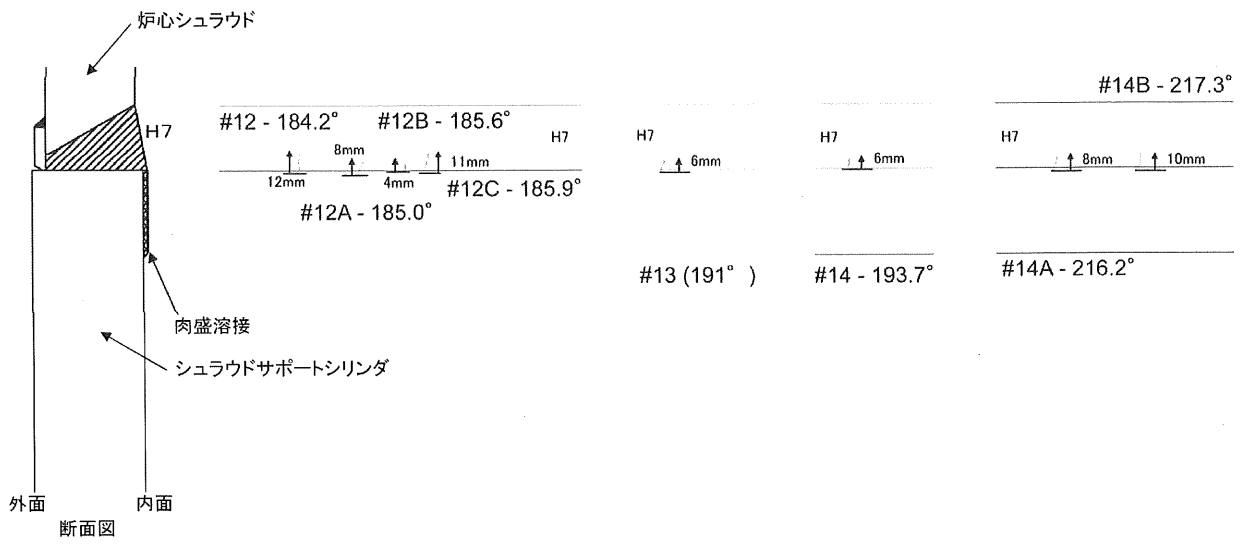 炉心シュラウド
#14B - 217.3°
#12 - 184.2°
#12B - 185.6°
H7
H7
H7
H7
8mm
11mm
6mm
6mm
8mm
10mm
12mm
4mm
#12C - 185.9°
#12A - 185.0°
#13 (191° )
#14 - 193.7°
#14A - 216.2°
肉盛溶接
シュラウドサポートシリンダ
外面
内面
断面図